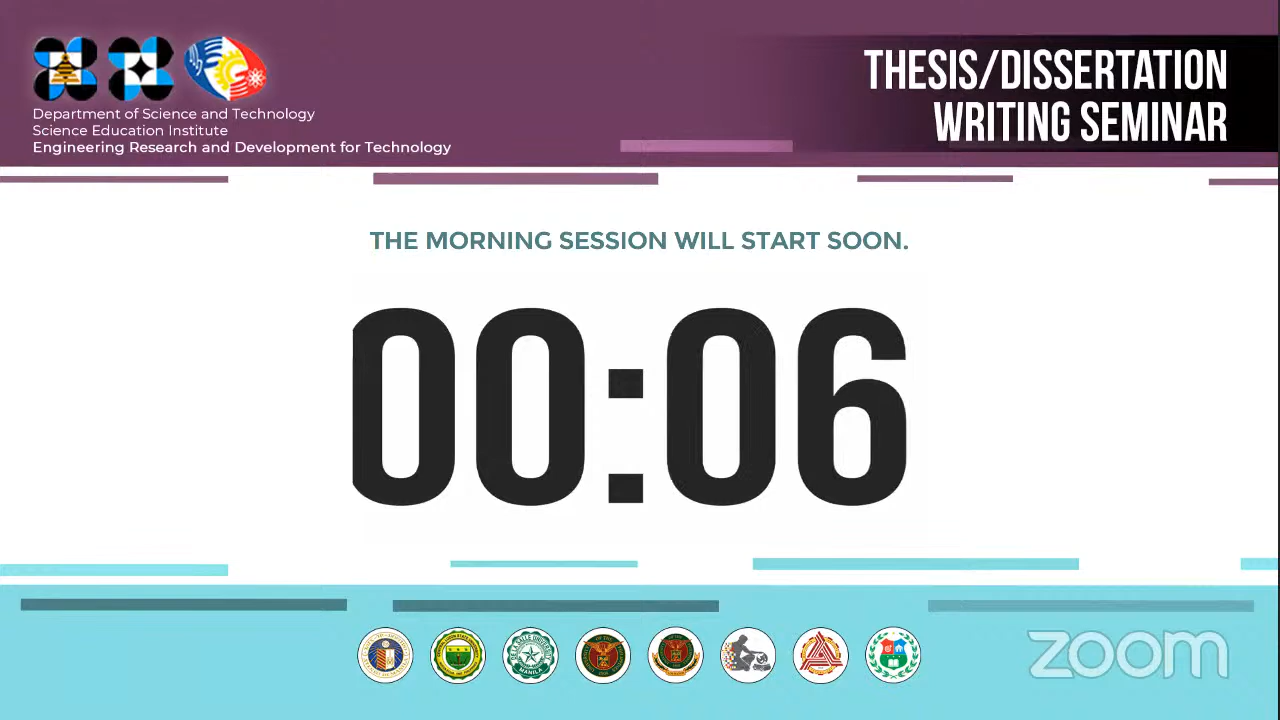 Department of Science and Technology
Science Education Institute
Engineering Research and Development for Technology
THESIS/DISSERTATION
WRITING SEMINAR
THE MORNING SESSION WILL START SOON.
00:06
zoom